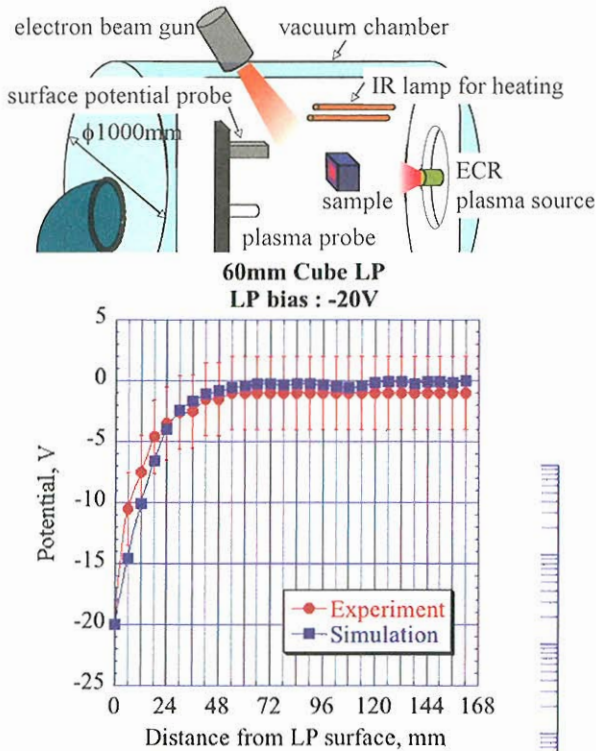 electron beam gun
vacuum chamber
IR lamp for heating
surface potential probe
ϕ1000mm
ECR
sample
plasma source
plasma probe
60mm Cube LP
LP bias : -20V
5
0
-5
-10
-15
-20
-25
Potential, V
Experiment
Simulation
0 24 48 72 96 120 144 168
Distance from LP surface, mm